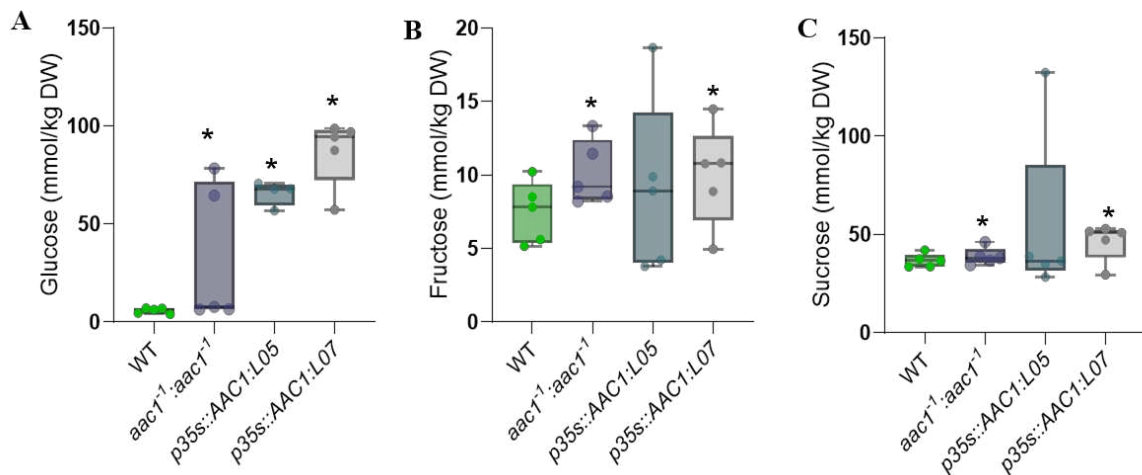 A
Glucose (mmol/kg DW)
150
100
50
0
*
*
*
WT
aac1⁻¹:aac1⁻¹
p35s::AAC1:L05
p35s::AAC1:L07
B
Fructose (mmol/kg DW)
20
15
10
5
0
*
*
WT
aac1⁻¹:aac1⁻¹
p35s::AAC1:L05
p35s::AAC1:L07
C
Sucrose (mmol/kg DW)
150
100
50
0
*
*
WT
aac1⁻¹:aac1⁻¹
p35s::AAC1:L05
p35s::AAC1:L07